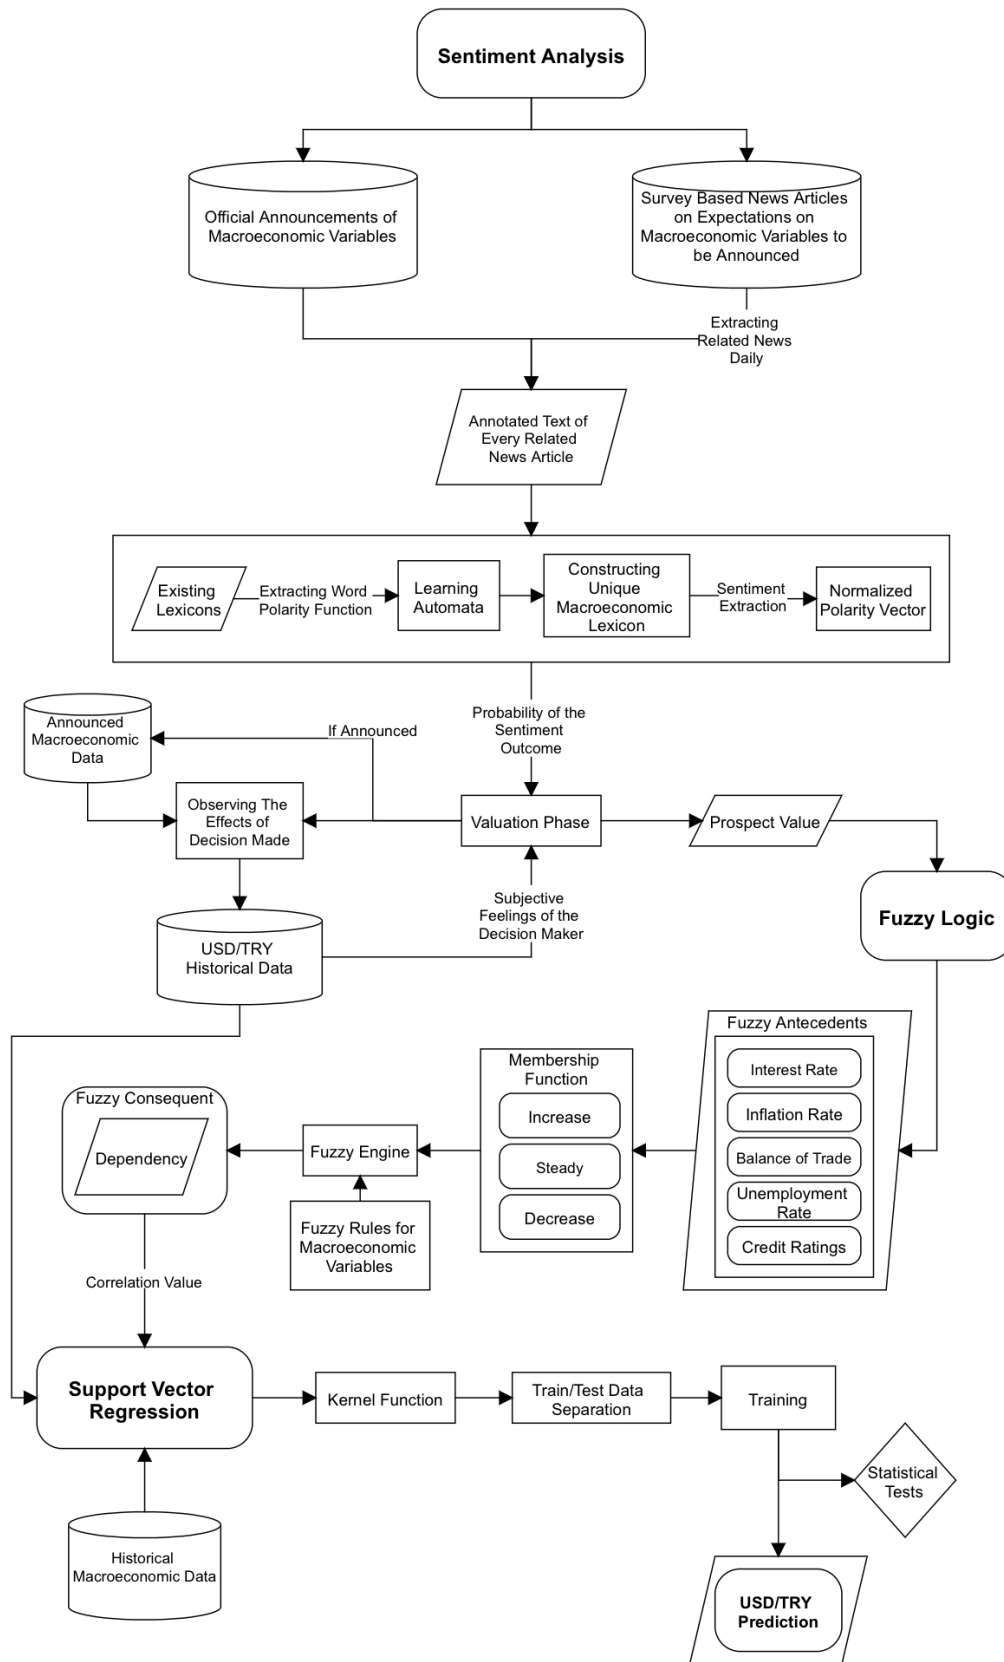 Sentiment Analysis
Official Announcements of
Macroeconomic Variables
Survey Based News Articles
on Expectations on
Macroeconomic Variables to
be Announced
Extracting
Related News
Daily
Annotated Text of
Every Related
News Article
Existing
Lexicons
Extracting Word
Polarity Function
Learning
Automata
Constructing
Unique
Macroeconomic
Lexicon
Sentiment
Extraction
Normalized
Polarity Vector
Probability of the
Sentiment
Outcome
Announced
Macroeconomic
Data
If Announced
Observing The
Effects of
Decision Made
Valuation Phase
Prospect Value
Subjective
Feelings of the
Decision Maker
USD/TRY
Historical Data
Fuzzy Logic
Fuzzy Antecedents
Interest Rate
Inflation Rate
Balance of Trade
Unemployment
Rate
Credit Ratings
Membership
Function
Increase
Steady
Decrease
Fuzzy Engine
Fuzzy Rules for
Macroeconomic
Variables
Fuzzy Consequent
Dependency
Correlation Value
Support Vector
Regression
Kernel Function
Train/Test Data
Separation
Training
Statistical
Tests
Historical
Macroeconomic Data
USD/TRY
Prediction